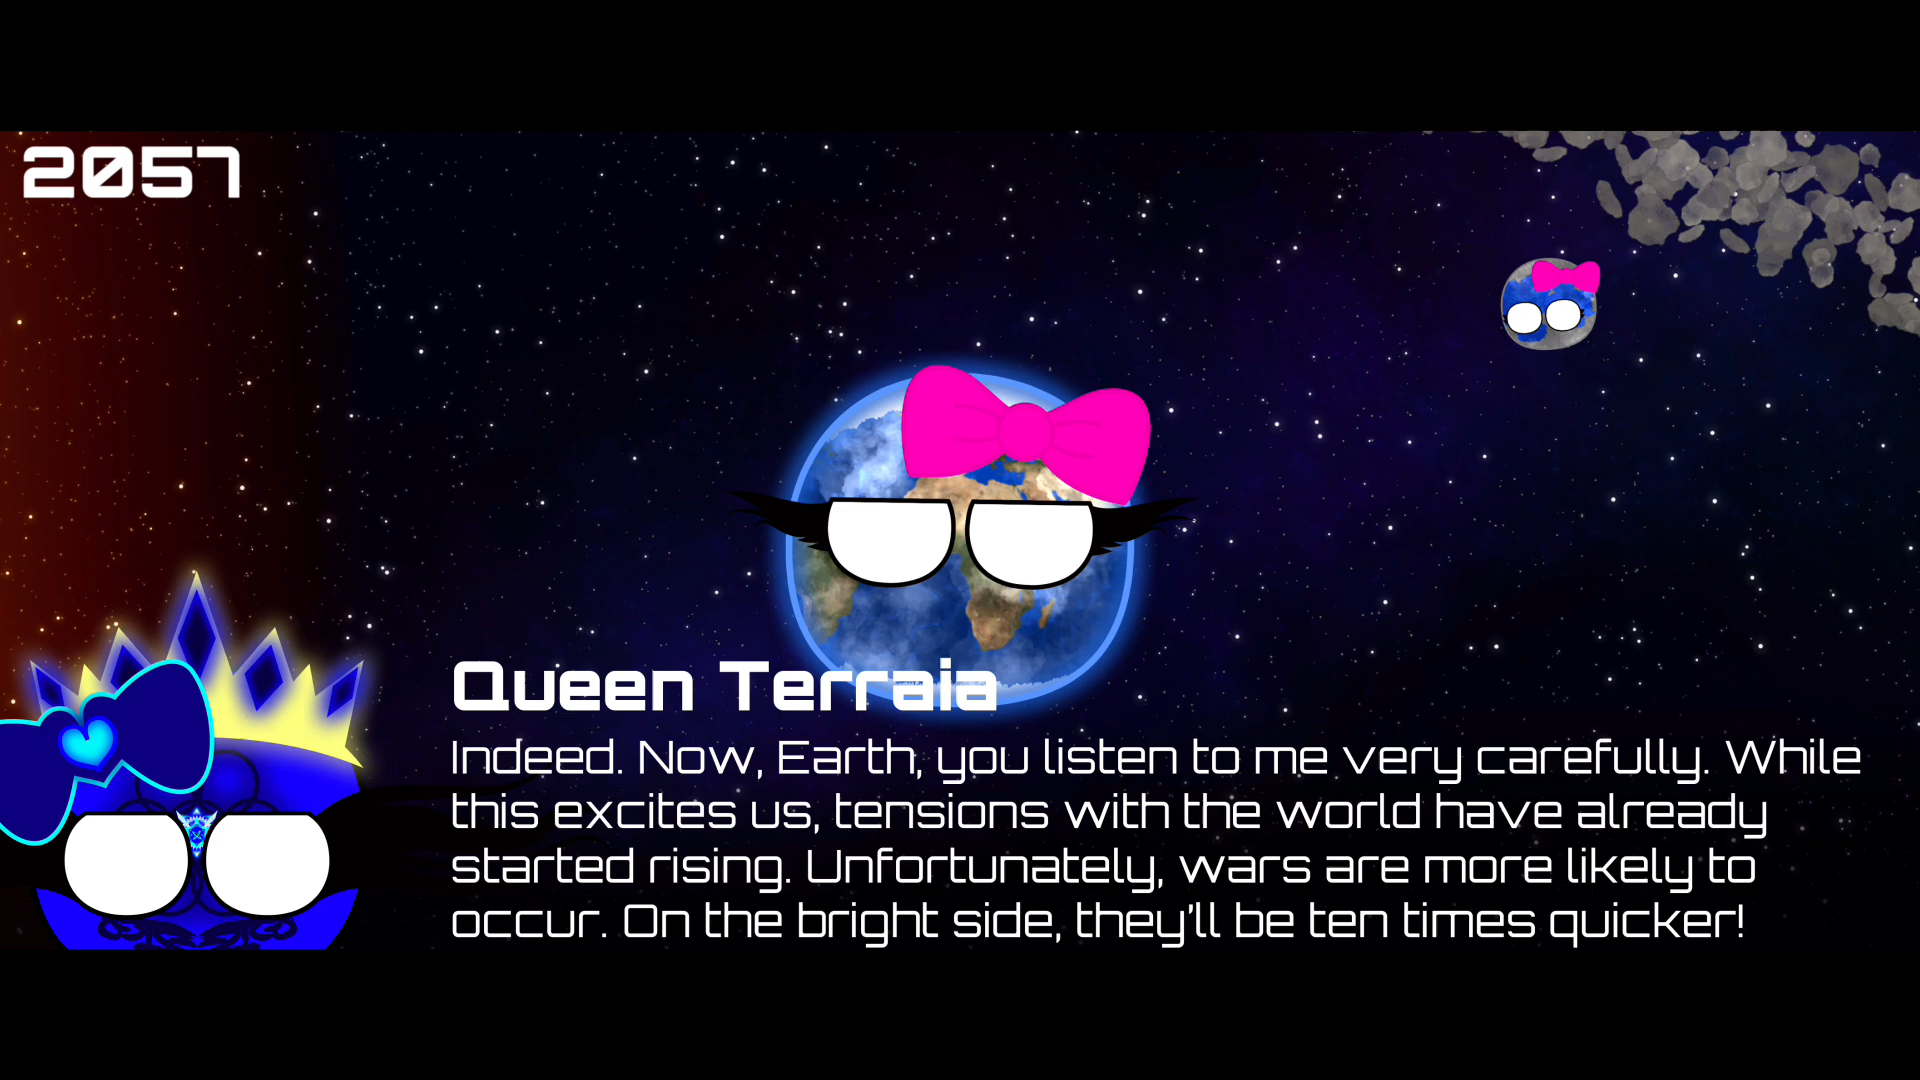 2057
Queen Terraia
Indeed. Now, Earth, you listen to me very carefully. While
this excites us, tensions with the world have already
started rising. Unfortunately, wars are more likely to
occur. On the bright side, they'll be ten times quicker!